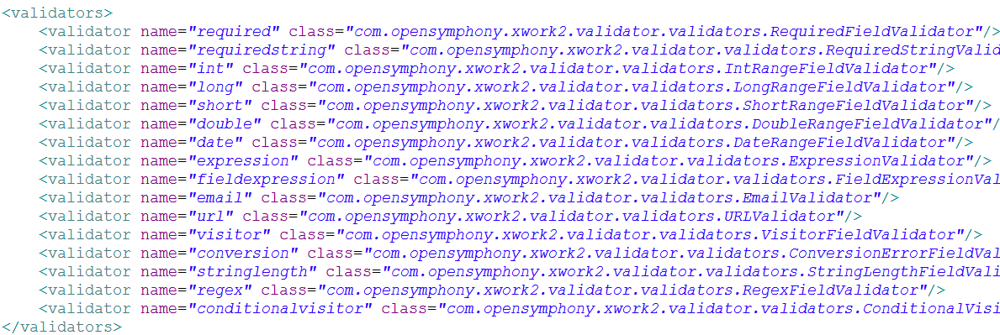 <validators>
    <validator name="required" class="com.opensymphony.xwork2.validator.validators.RequiredFieldValidator"/>
    <validator name="requiredstring" class="com.opensymphony.xwork2.validator.validators.RequiredStringValid
    <validator name="int" class="com.opensymphony.xwork2.validator.validators.IntRangeFieldValidator"/>
    <validator name="long" class="com.opensymphony.xwork2.validator.validators.LongRangeFieldValidator"/>
    <validator name="short" class="com.opensymphony.xwork2.validator.validators.ShortRangeFieldValidator"/>
    <validator name="double" class="com.opensymphony.xwork2.validator.validators.DoubleRangeFieldValidator"/
    <validator name="date" class="com.opensymphony.xwork2.validator.validators.DateRangeFieldValidator"/>
    <validator name="expression" class="com.opensymphony.xwork2.validator.validators.ExpressionValidator"/>
    <validator name="fieldexpression" class="com.opensymphony.xwork2.validator.validators.FieldExpressionVal
    <validator name="email" class="com.opensymphony.xwork2.validator.validators.EmailValidator"/>
    <validator name="url" class="com.opensymphony.xwork2.validator.validators.URLValidator"/>
    <validator name="visitor" class="com.opensymphony.xwork2.validator.validators.VisitorFieldValidator"/>
    <validator name="conversion" class="com.opensymphony.xwork2.validator.validators.ConversionErrorFieldVal
    <validator name="stringlength" class="com.opensymphony.xwork2.validator.validators.StringLengthFieldVali
    <validator name="regex" class="com.opensymphony.xwork2.validator.validators.RegexFieldValidator"/>
    <validator name="conditionalvisitor" class="com.opensymphony.xwork2.validator.validators.ConditionalVisi
</validators>